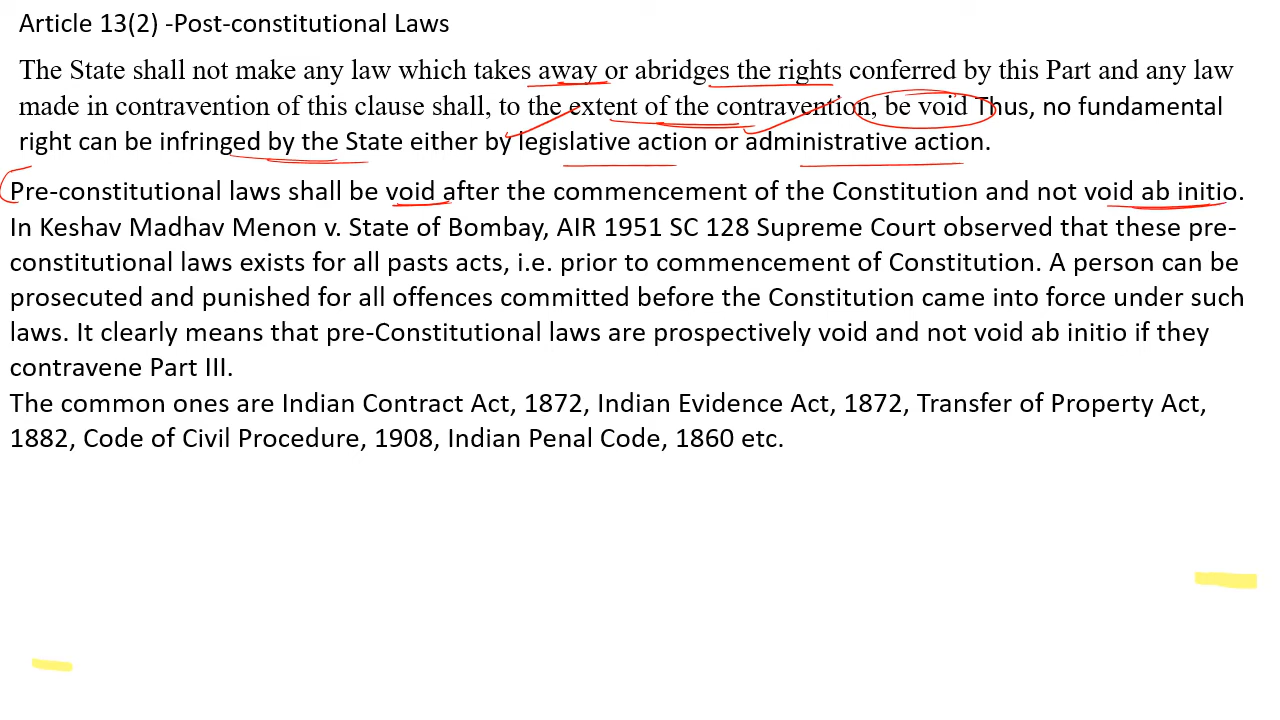 Article 13(2) -Post-constitutional Laws
The State shall not make any law which takes away or abridges the rights conferred by this Part and any law
made in contravention of this clause shall, to the extent of the contravention, be void Thus, no fundamental
right can be infringed by the State either by legislative action or administrative action.
Pre-constitutional laws shall be void after the commencement of the Constitution and not void ab initio.
In Keshav Madhav Menon v. State of Bombay, AIR 1951 SC 128 Supreme Court observed that these pre-
constitutional laws exists for all pasts acts, i.e. prior to commencement of Constitution. A person can be
prosecuted and punished for all offences committed before the Constitution came into force under such
laws. It clearly means that pre-Constitutional laws are prospectively void and not void ab initio if they
contravene Part III.
The common ones are Indian Contract Act, 1872, Indian Evidence Act, 1872, Transfer of Property Act,
1882, Code of Civil Procedure, 1908, Indian Penal Code, 1860 etc.